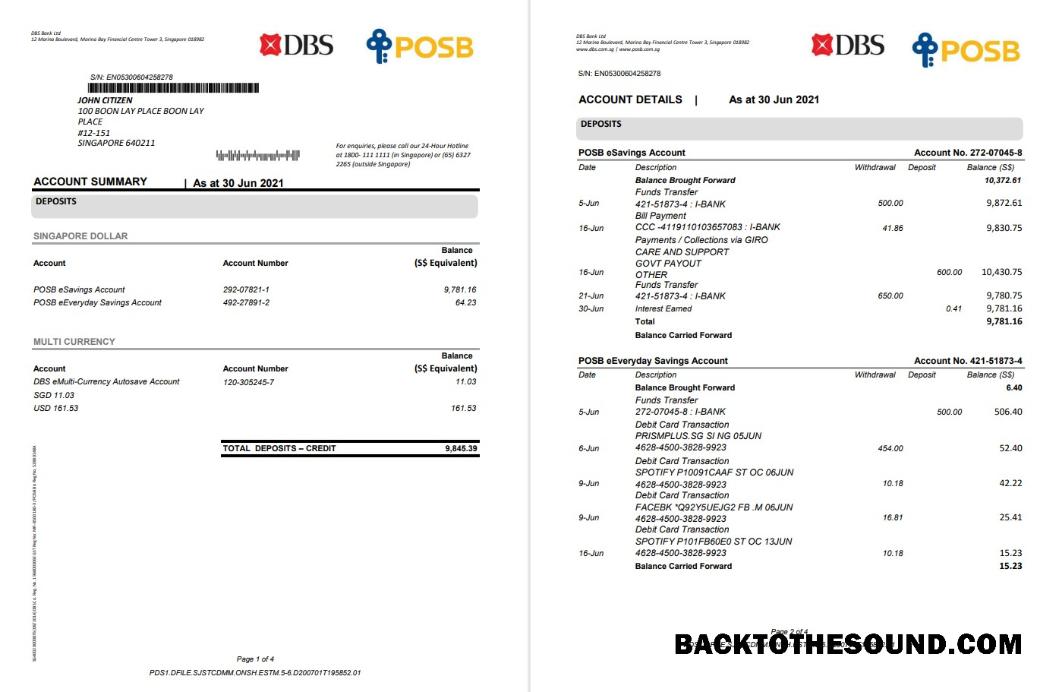 DBS Bank Ltd
12 Marina Boulevard, Marina Bay Financial Centre Tower 3, Singapore 018982
DBS POSB
S/N: EN05300604258278
JOHN CITIZEN
100 BOON LAY PLACE BOON LAY
PLACE
#12-151
SINGAPORE 640211
For enquiries, please call our 24-Hour Hotline
at 1800- 111 1111 (in Singapore) or (65) 6327
2265 (outside Singapore)
ACCOUNT SUMMARY | As at 30 Jun 2021
DEPOSITS
SINGAPORE DOLLAR
Balance
Account Account Number (S$ Equivalent)
POSB eSavings Account 292-07821-1 9,781.16
POSB eEveryday Savings Account 492-27891-2 64.23
MULTI CURRENCY
Balance
Account Account Number (S$ Equivalent)
DBS eMulti-Currency Autosave Account 120-305245-7 11.03
SGD 11.03
USD 161.53 161.53
TOTAL DEPOSITS – CREDIT 9,845.39
Page 1 of 4
PDS1.DFILE.SJSTCDMM.ONSH.ESTM.5-6.D200701T195852.01
DBS Bank Ltd
12 Marina Boulevard, Marina Bay Financial Centre Tower 3, Singapore 018982
www.dbs.com.sg | www.posb.com.sg
DBS POSB
S/N: EN05300604258278
ACCOUNT DETAILS | As at 30 Jun 2021
DEPOSITS
POSB eSavings Account Account No. 272-07045-8
Date Description Withdrawal Deposit Balance (S$)
Balance Brought Forward 10,372.61
Funds Transfer
5-Jun 421-51873-4 : I-BANK 500.00 9,872.61
Bill Payment
16-Jun CCC -4119110103657083 : I-BANK 41.86 9,830.75
Payments / Collections via GIRO
CARE AND SUPPORT
GOVT PAYOUT
16-Jun OTHER 600.00 10,430.75
Funds Transfer
21-Jun 421-51873-4 : I-BANK 650.00 9,780.75
30-Jun Interest Earned 0.41 9,781.16
Total 9,781.16
Balance Carried Forward
POSB eEveryday Savings Account Account No. 421-51873-4
Date Description Withdrawal Deposit Balance (S$)
Balance Brought Forward 6.40
Funds Transfer
5-Jun 272-07045-8 : I-BANK 500.00 506.40
Debit Card Transaction
PRISMPLUS.SG SI NG 05JUN
6-Jun 4628-4500-3828-9923 454.00 52.40
Debit Card Transaction
SPOTIFY P10091CAAF ST OC 06JUN
9-Jun 4628-4500-3828-9923 10.18 42.22
Debit Card Transaction
FACEBK *Q92Y5UEJG2 FB .M 06JUN
9-Jun 4628-4500-3828-9923 16.81 25.41
Debit Card Transaction
SPOTIFY P101FB60E0 ST OC 13JUN
16-Jun 4628-4500-3828-9923 10.18 15.23
Balance Carried Forward 15.23
Page 2 of 4
BACKTOTHESOUND.COM